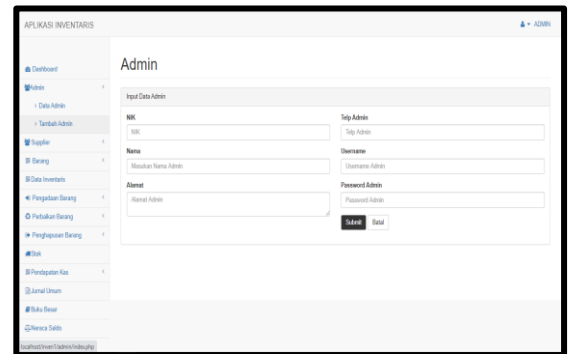 APLIKASI INVENTARIS
ADMIN
Dashboard
Admin
> Data Admin
> Tambah Admin
Supplier
Barang
Data Inventaris
Pengadaan Barang
Perbaikan Barang
Penghapusan Barang
Stok
Pendapatan Kas
Jurnal Umum
Buku Besar
Neraca Saldo
localhost/inven1/admin/index.php
Admin
Input Data Admin
NIK
NIK
Nama
Masukan Nama Admin
Alamat
Alamat Admin
Telp Admin
Telp Admin
Username
Username Admin
Password Admin
Password Admin
Submit Batal